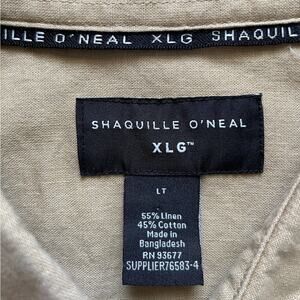 ILLE O'NEAL XLG SHAQUIL
SHAQUILLE O'NEAL
XLG™
LT
55% Linen
45% Cotton
Made in
Bangladesh
RN 93677
SUPPLIER76583-4